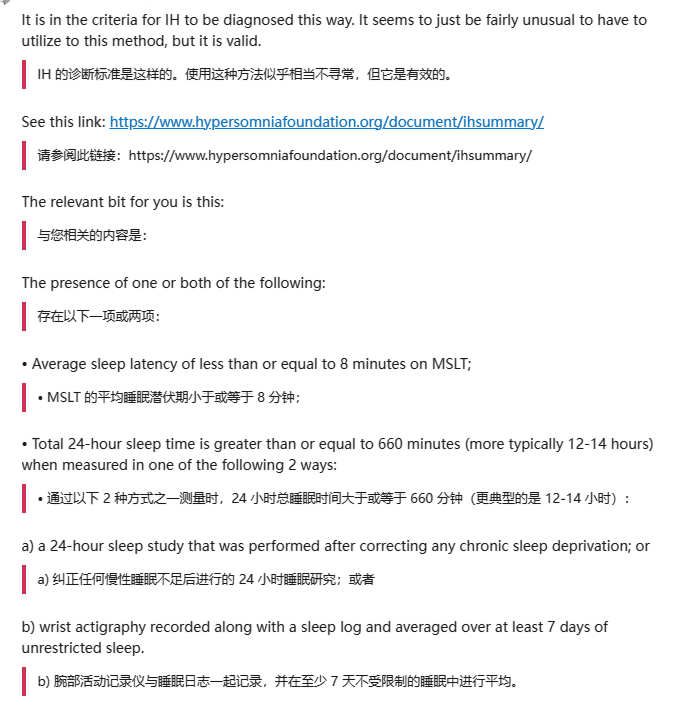 It is in the criteria for IH to be diagnosed this way. It seems to just be fairly unusual to have to
utilize to this method, but it is valid.
IH 的诊断标准是这样的。使用这种方法似乎相当不寻常，但它是有效的。
See this link: https://www.hypersomniafoundation.org/document/ihsummary/
请参阅此链接：https://www.hypersomniafoundation.org/document/ihsummary/
The relevant bit for you is this:
与您相关的内容是：
The presence of one or both of the following:
存在以下一项或两项：
• Average sleep latency of less than or equal to 8 minutes on MSLT;
• MSLT 的平均睡眠潜伏期小于或等于 8 分钟；
• Total 24-hour sleep time is greater than or equal to 660 minutes (more typically 12-14 hours)
when measured in one of the following 2 ways:
• 通过以下 2 种方式之一测量时，24 小时总睡眠时间大于或等于 660 分钟（更典型的是 12-14 小时）：
a) a 24-hour sleep study that was performed after correcting any chronic sleep deprivation; or
a) 纠正任何慢性睡眠不足后进行的 24 小时睡眠研究；或者
b) wrist actigraphy recorded along with a sleep log and averaged over at least 7 days of
unrestricted sleep.
b) 腕部活动记录仪与睡眠日志一起记录，并在至少 7 天不受限制的睡眠中进行平均。